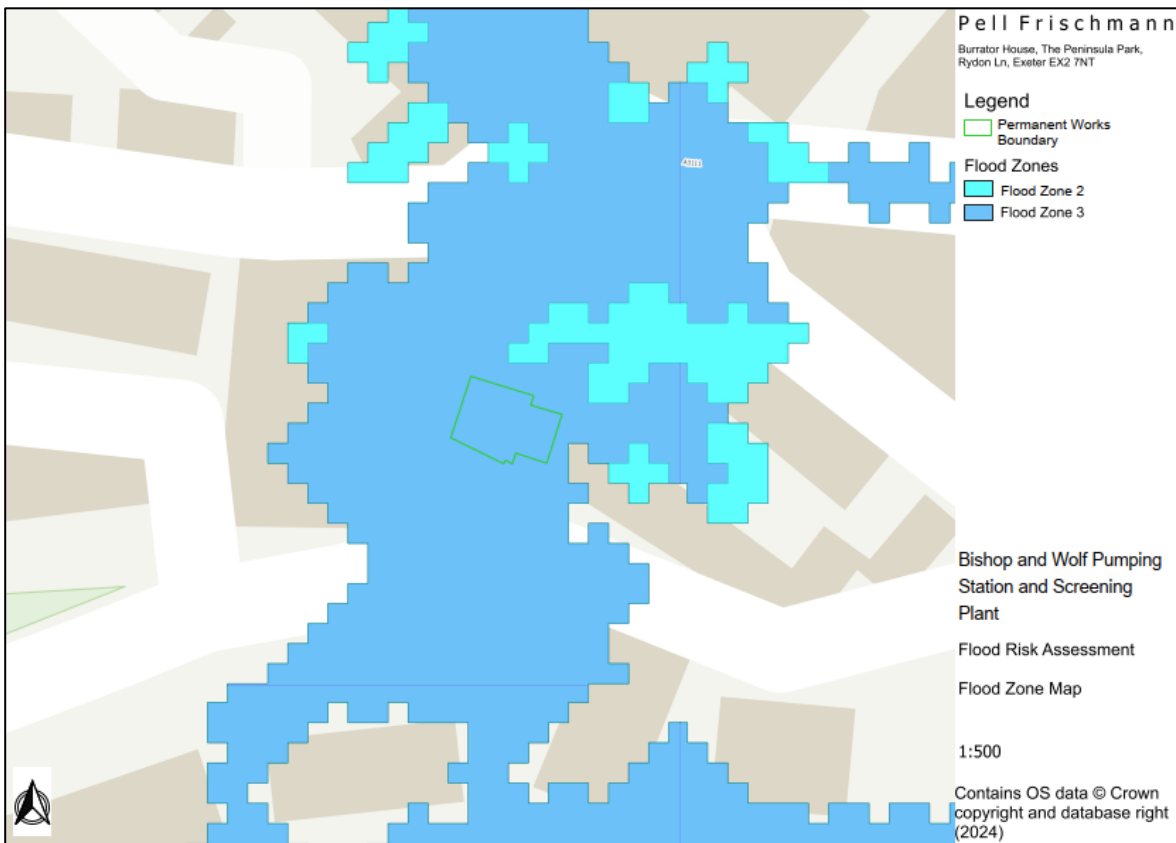 Pell Frischmann
Burrator House, The Peninsula Park,
Rydon Ln, Exeter EX2 7NT
Legend
Permanent Works
Boundary
Flood Zones
Flood Zone 2
Flood Zone 3
A3111
Bishop and Wolf Pumping
Station and Screening
Plant
Flood Risk Assessment
Flood Zone Map
1:500
Contains OS data © Crown
copyright and database right
(2024)